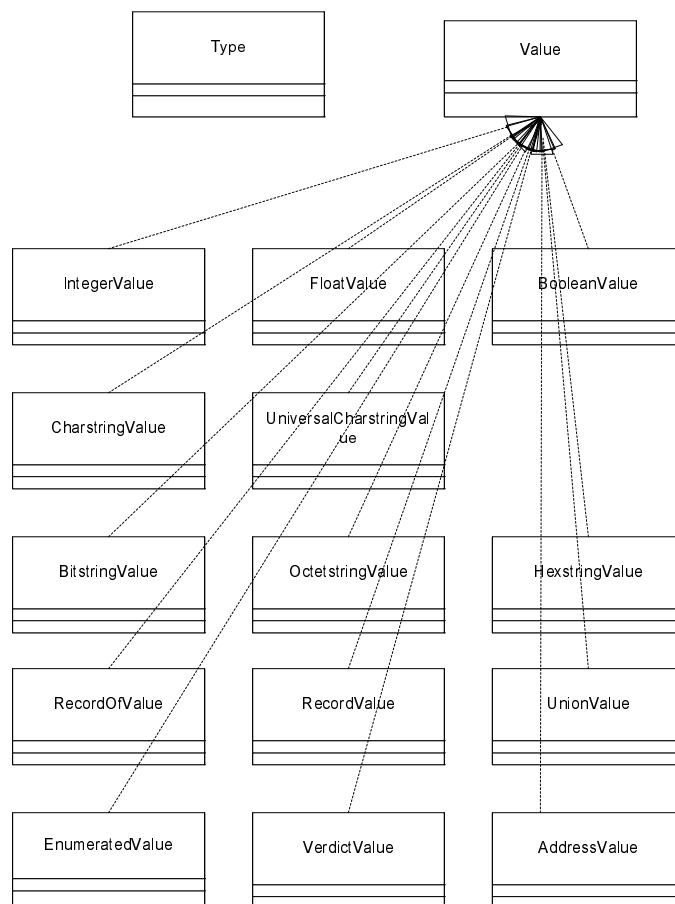 Type
Value
IntegerValue
FloatValue
BooleanValue
CharstringValue
UniversalCharstringVal
ue
BitstringValue
OctetstringValue
HexstringValue
RecordOfValue
RecordValue
UnionValue
EnumeratedValue
VerdictValue
AddressValue